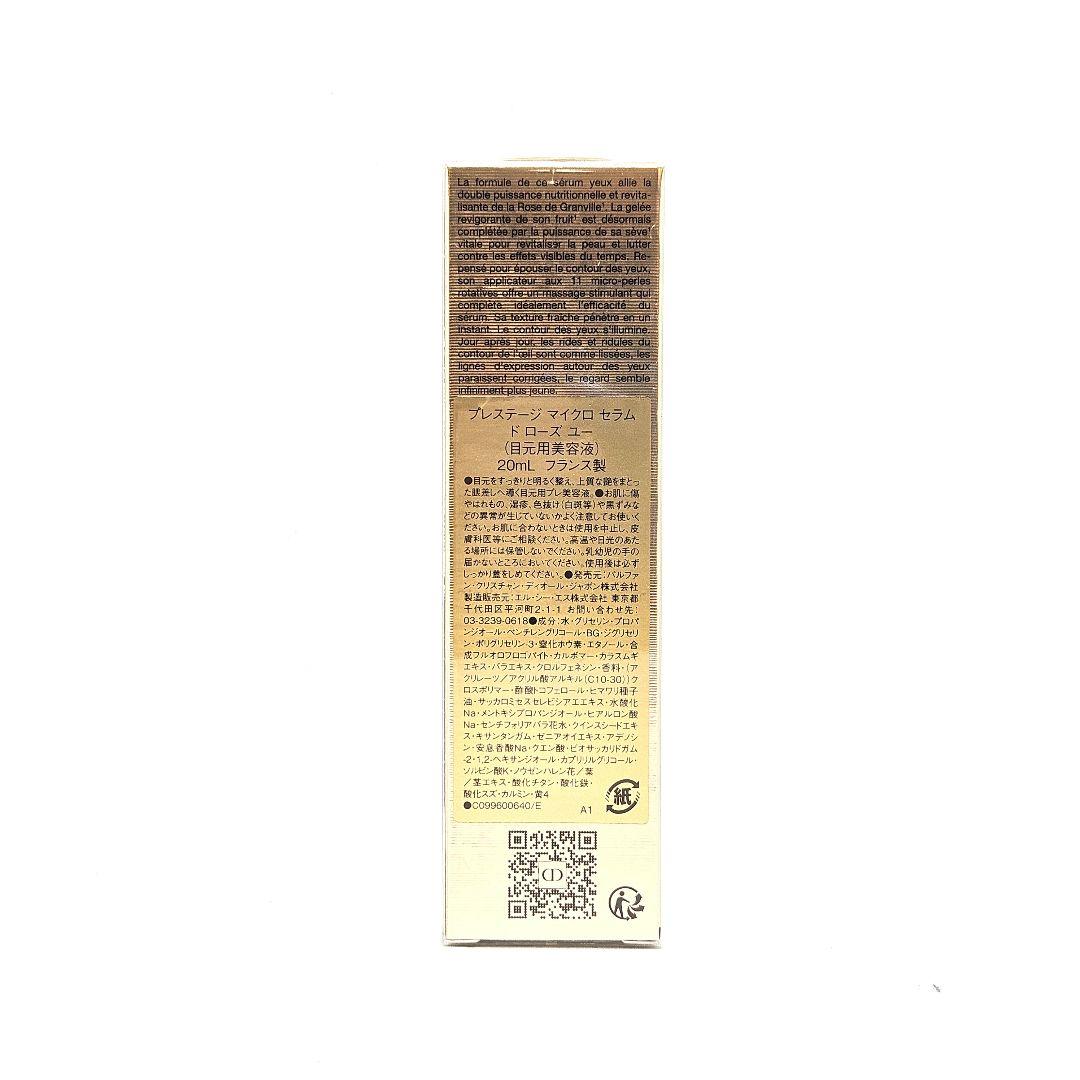 La formule de ce sérum yeux allie la
double puissance nutritionnelle et revita-
lisante de la Rose de Granville¹. La gelée
revigorante de son fruit¹ est désormais
complétée par la puissance de sa sève¹
vitale pour revitaliser la peau et lutter
contre les effets visibles du temps. Re-
pensé pour épouser le contour des yeux,
son applicateur aux 11 micro-perles
rotatives offre un massage stimulant qui
complète idéalement l'efficacité du
sérum. Sa texture fraîche pénètre en un
instant. Le contour des yeux s'illumine.
Jour après jour, les rides et ridules du
contour de l'œil sont comme lissées, les
lignes d'expression autour des yeux
paraissent corrigées, le regard semble
infiniment plus jeune.
プレステージ マイクロ セラム
ド ローズ ユー
(目元用美容液)
20mL フランス製
●目元をすっきりと明るく整え、上質な艶をまとっ
た眼差しへ導く目元用プレ美容液。●お肌に傷
やはれもの、湿疹、色抜け(白斑等)や黒ずみな
どの異常が生じていないかよく注意してお使いく
ださい。お肌に合わないときは使用を中止し、皮
膚科医等にご相談ください。高温や日光のあた
る場所には保管しないでください。乳幼児の手の
届かないところにおいてください。使用後は必ず
しっかり蓋をしめてください。●発売元:パルファ
ン・クリスチャン・ディオール・ジャポン株式会社
製造販売元:エル・シー・エス株式会社 東京都
千代田区平河町2-1-1 お問い合わせ先:
03-3239-0618●成分:水・グリセリン・プロパ
ンジオール・ペンチレングリコール・BG・ジグリセリ
ン・ポリグリセリン-3・窒化ホウ素・エタノール・合
成フルオロフロゴパイト・カルボマー・カラスムギ
エキス・バラエキス・クロルフェネシン・香料・(ア
クリレーツ/アクリル酸アルキル(C10-30))ク
ロスポリマー・酢酸トコフェロール・ヒマワリ種子
油・サッカロミセスセレビシアエエキス・水酸化
Na・メントキシプロパンジオール・ヒアルロン酸
Na・センチフォリアバラ花水・クインスシードエキ
ス・キサンタンガム・ゼニアオイエキス・アデノシ
ン・安息香酸Na・クエン酸・ビオサッカリドガム
-2・1,2-ヘキサンジオール・カプリリルグリコール・
ソルビン酸K・ノウゼンハレン花/葉
/茎エキス・酸化チタン・酸化鉄・
酸化スズ・カルミン・黄4
●C099600640/E
A1
紙
CD